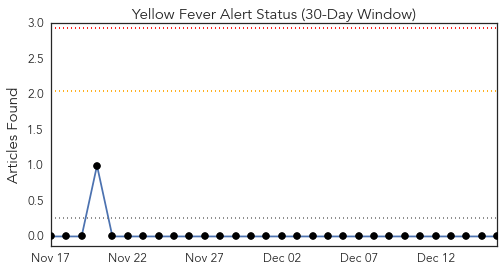 Yellow Fever Alert Status (30-Day Window)
Articles Found
3.0
2.5
2.0
1.5
1.0
0.5
0.0
Nov 17 Nov 22 Nov 27 Dec 02 Dec 07 Dec 12